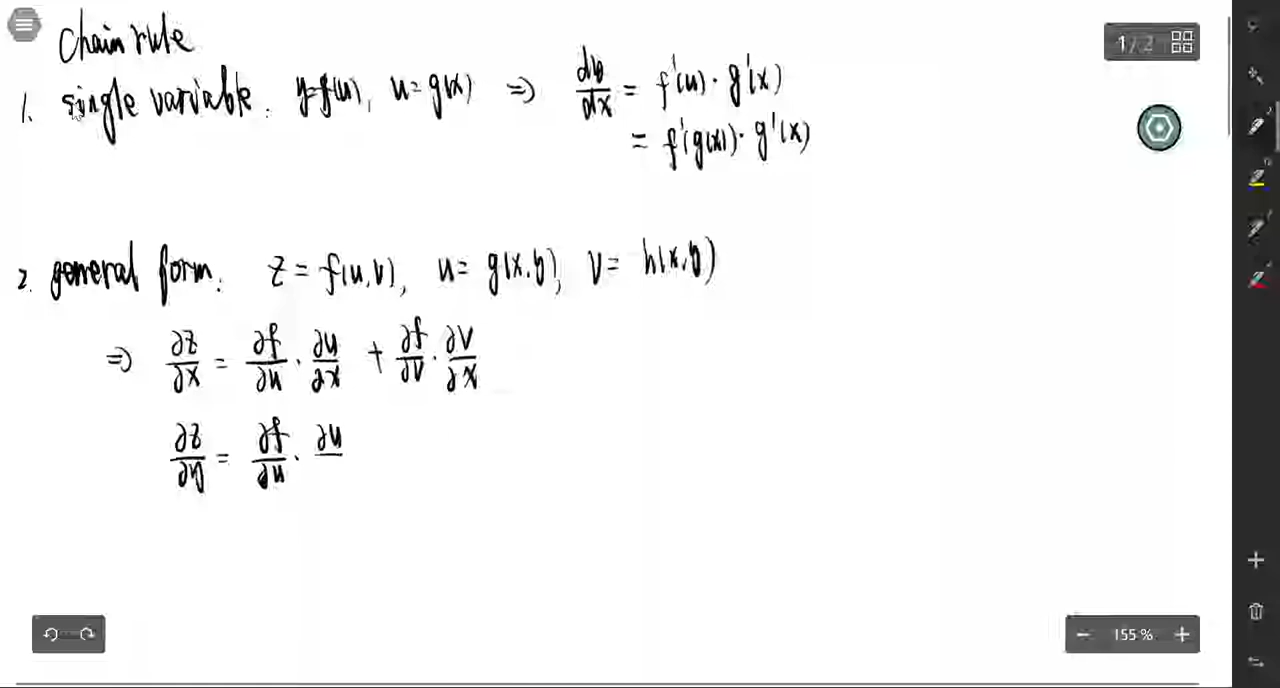 Chain rule
1/2
1. single variable. y=f(u), u=g(x) ⇒ dy/dx = f'(u)·g'(x)
= f'(g(x))·g'(x)
2. general form. z=f(u,v), u=g(x,y), v=h(x,y)
⇒ ∂z/∂x = ∂f/∂u · ∂u/∂x + ∂f/∂v · ∂v/∂x
∂z/∂y = ∂f/∂u · ∂u/
155 %